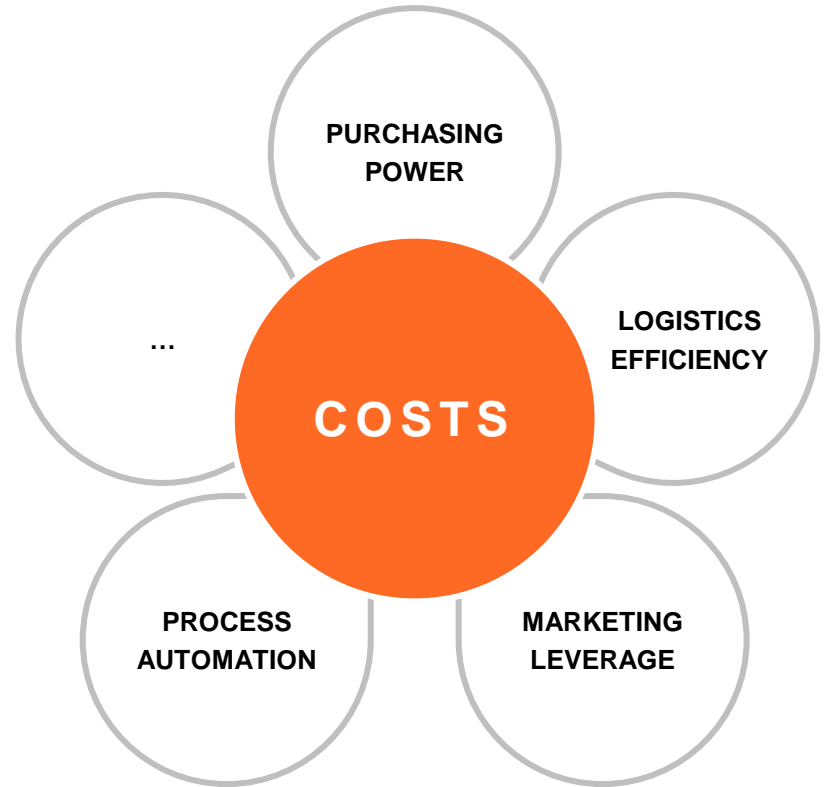 PURCHASING
POWER
LOGISTICS
EFFICIENCY
...
COSTS
PROCESS
AUTOMATION
MARKETING
LEVERAGE